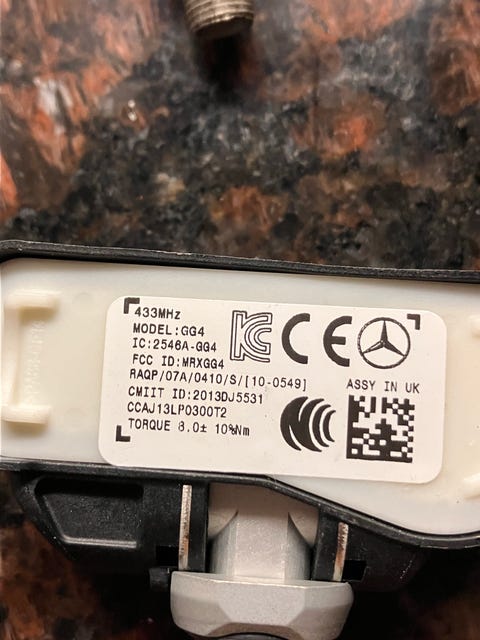 433MHz
MODEL:GG4
IC:2546A-GG4
FCC ID:MRXGG4
RAQP/07A/0410/S/[10-0549]
CMIIT ID:2013DJ5531
CCAJ13LP0300T2
TORQUE 8.0± 10%Nm
KC
CE
ASSY IN UK